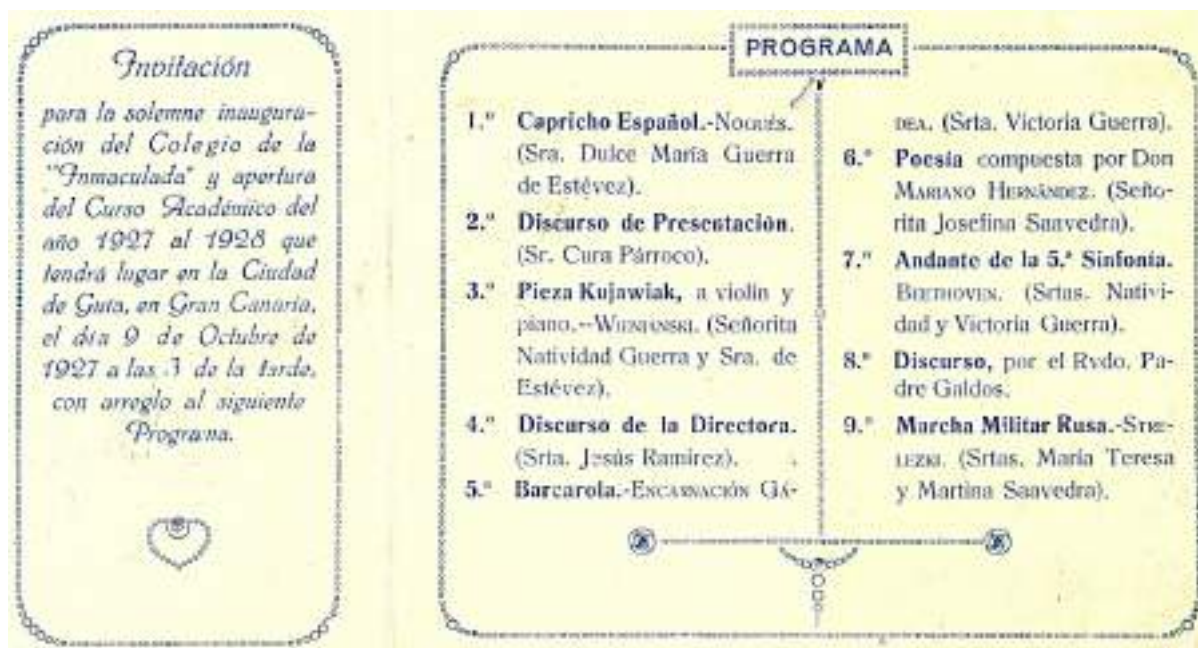 Invitación
para la solemne inaugura-
ción del Colegio de la
"Inmaculada" y apertura
del Curso Académico del
año 1927 al 1928 que
tendrá lugar en la Ciudad
de Guía, en Gran Canaria,
el día 9 de Octubre de
1927 a las 3 de la tarde,
con arreglo al siguiente
Programa.
PROGRAMA
1.º Capricho Español.-NOGUÉS.
(Sra. Dulce María Guerra
de Estévez).
2.º Discurso de Presentación.
(Sr. Cura Párroco).
3.º Pieza Kujawiak, a violín y
piano.--WIENIAWSKI. (Señorita
Natividad Guerra y Sra. de
Estévez).
4.º Discurso de la Directora.
(Srta. Jesús Ramírez).
5.º Barcarola.-ENCARNACIÓN GÁ-
DEA. (Srta. Victoria Guerra).
6.º Poesía compuesta por Don
MARIANO HERNÁNDEZ. (Seño-
rita Josefina Saavedra).
7.º Andante de la 5.ª Sinfonía.
BEETHOVEN. (Srtas. Nativi-
dad y Victoria Guerra).
8.º Discurso, por el Rvdo. Pa-
dre Galdos.
9.º Marcha Militar Rusa.-STRE-
LEZKI. (Srtas. María Teresa
y Martina Saavedra).